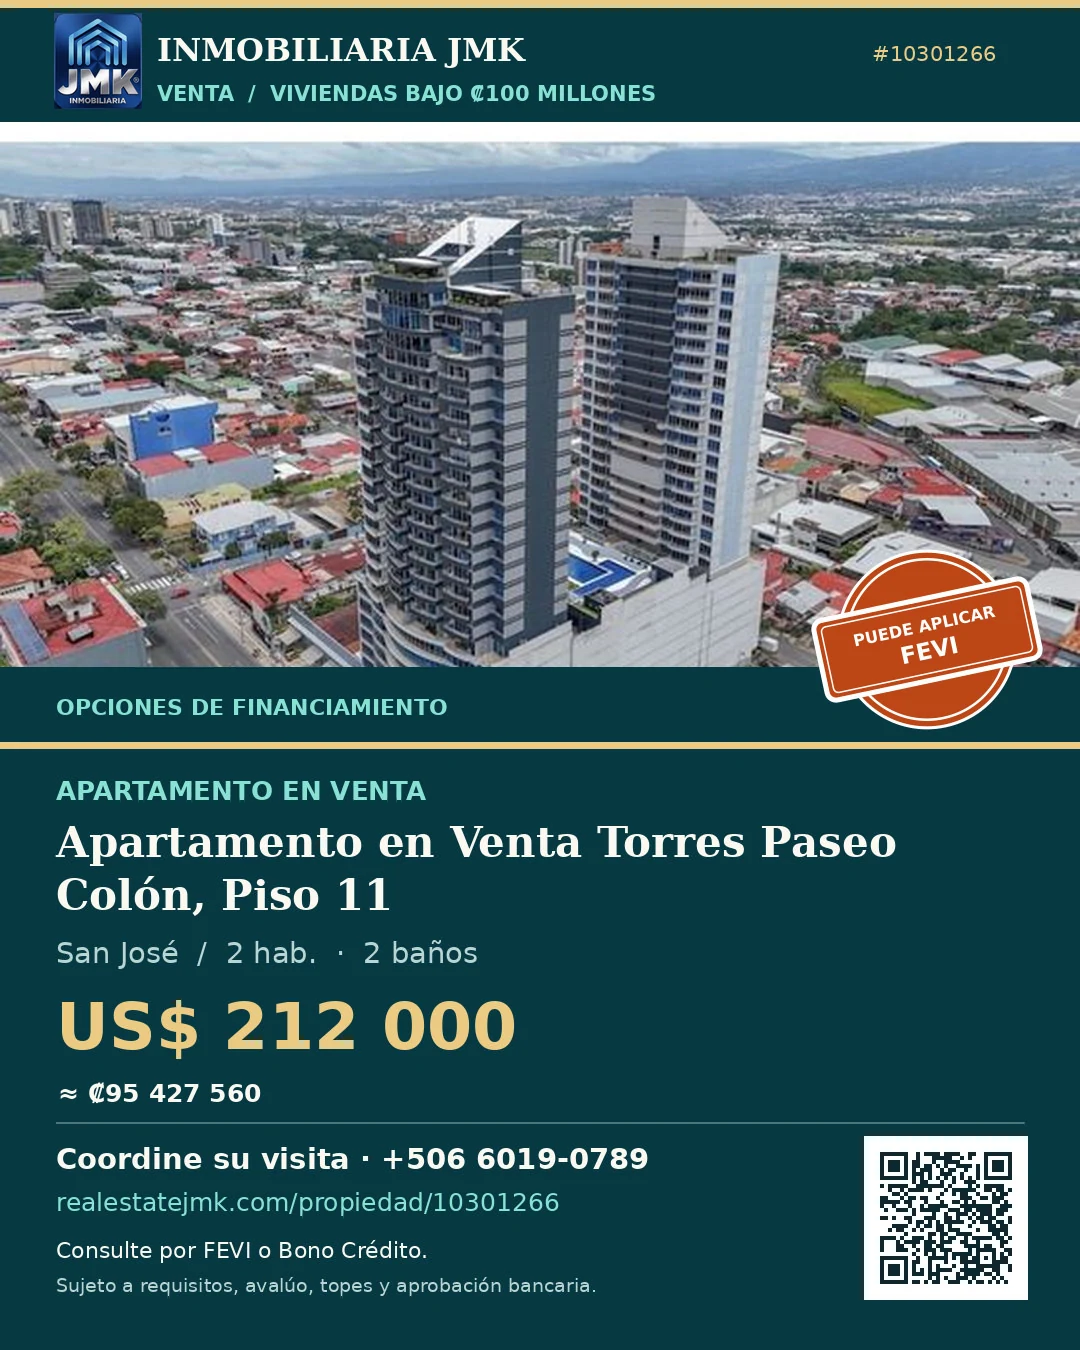 JMK
INMOBILIARIA
INMOBILIARIA JMK
#10301266
VENTA / VIVIENDAS BAJO ₡100 MILLONES
PUEDE APLICAR
FEVI
OPCIONES DE FINANCIAMIENTO
APARTAMENTO EN VENTA
Apartamento en Venta Torres Paseo
Colón, Piso 11
San José / 2 hab. · 2 baños
US$ 212 000
≈ ₡95 427 560
Coordine su visita · +506 6019-0789
realestatejmk.com/propiedad/10301266
Consulte por FEVI o Bono Crédito.
Sujeto a requisitos, avalúo, topes y aprobación bancaria.